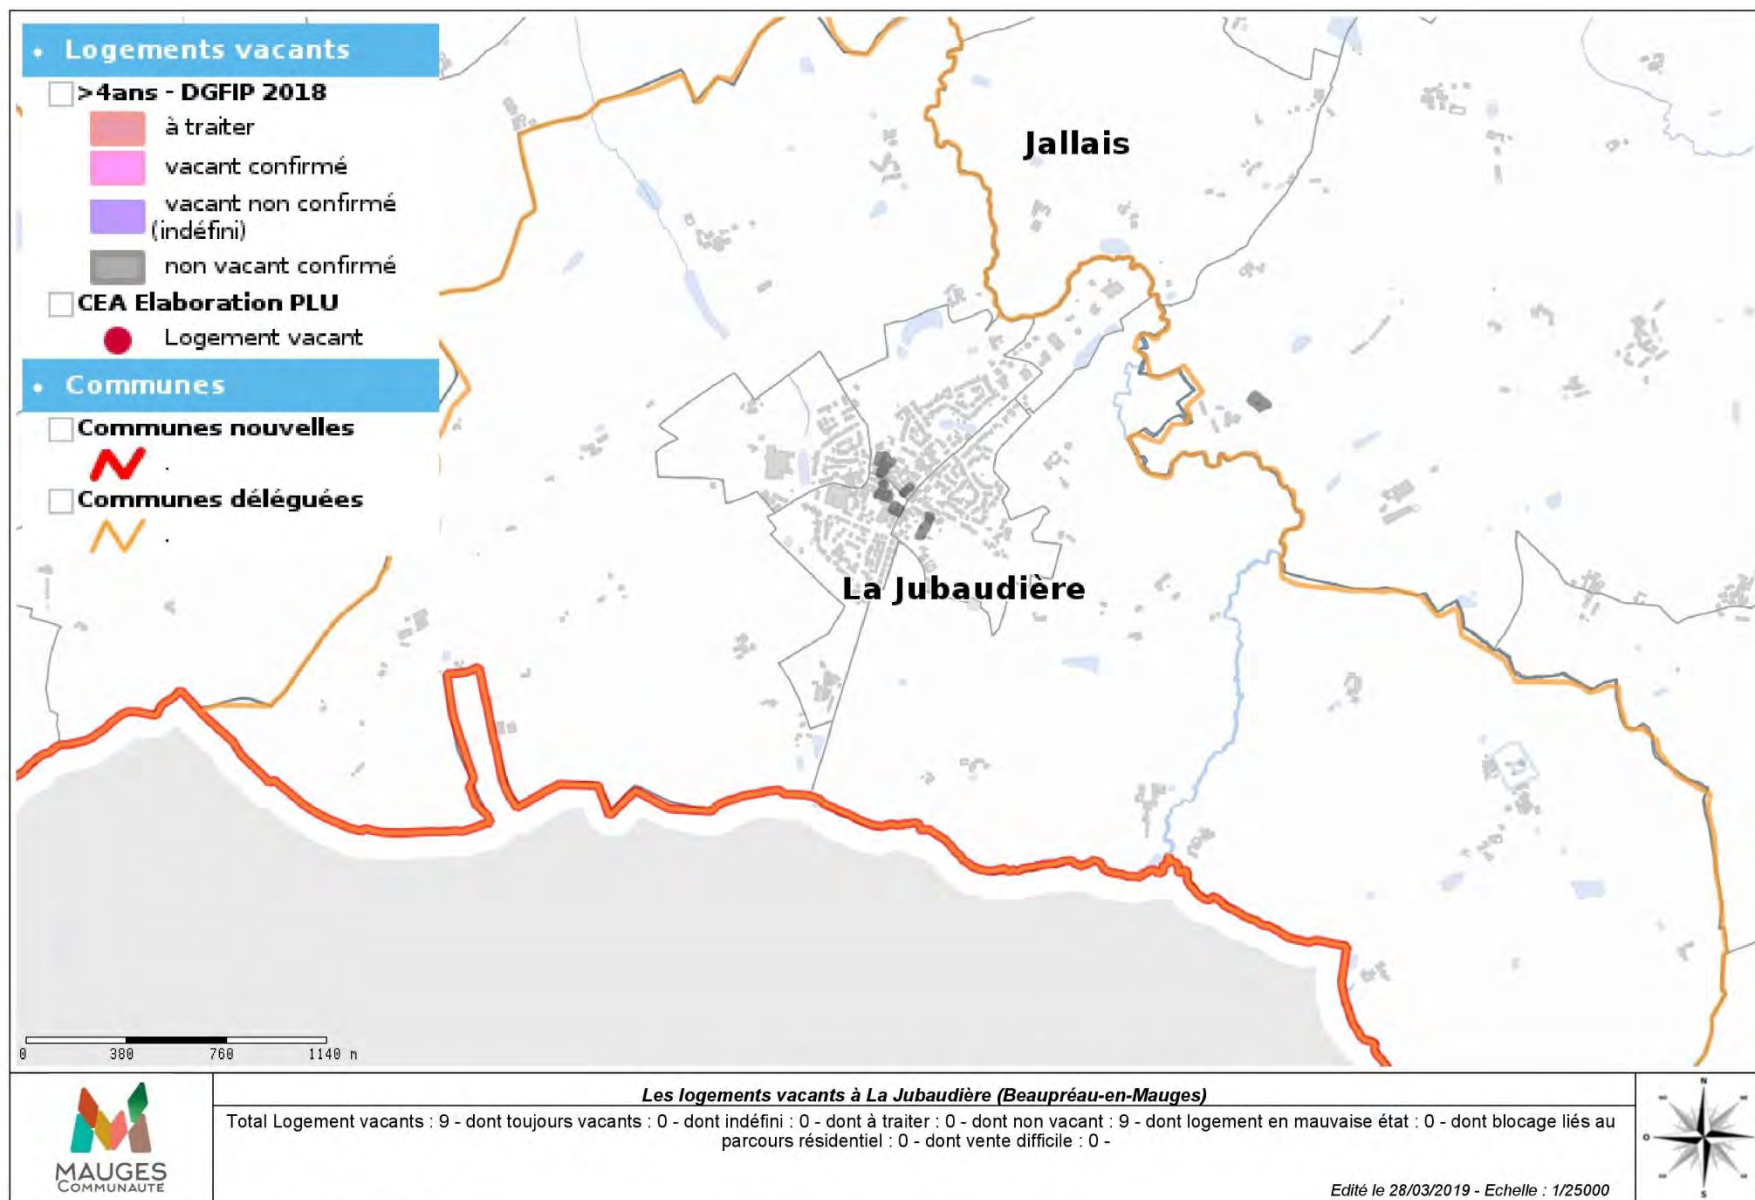 • Logements vacants
>4ans - DGFIP 2018
à traiter
vacant confirmé
vacant non confirmé
(indéfini)
non vacant confirmé
CEA Elaboration PLU
Logement vacant
• Communes
Communes nouvelles
.
Communes déléguées
.
Jallais
La Jubaudière
0 380 760 1140 m
MAUGES
COMMUNAUTÉ
Les logements vacants à La Jubaudière (Beaupréau-en-Mauges)
Total Logement vacants : 9 - dont toujours vacants : 0 - dont indéfini : 0 - dont à traiter : 0 - dont non vacant : 9 - dont logement en mauvaise état : 0 - dont blocage liés au
parcours résidentiel : 0 - dont vente difficile : 0 -
Edité le 28/03/2019 - Echelle : 1/25000
N
O
E
S